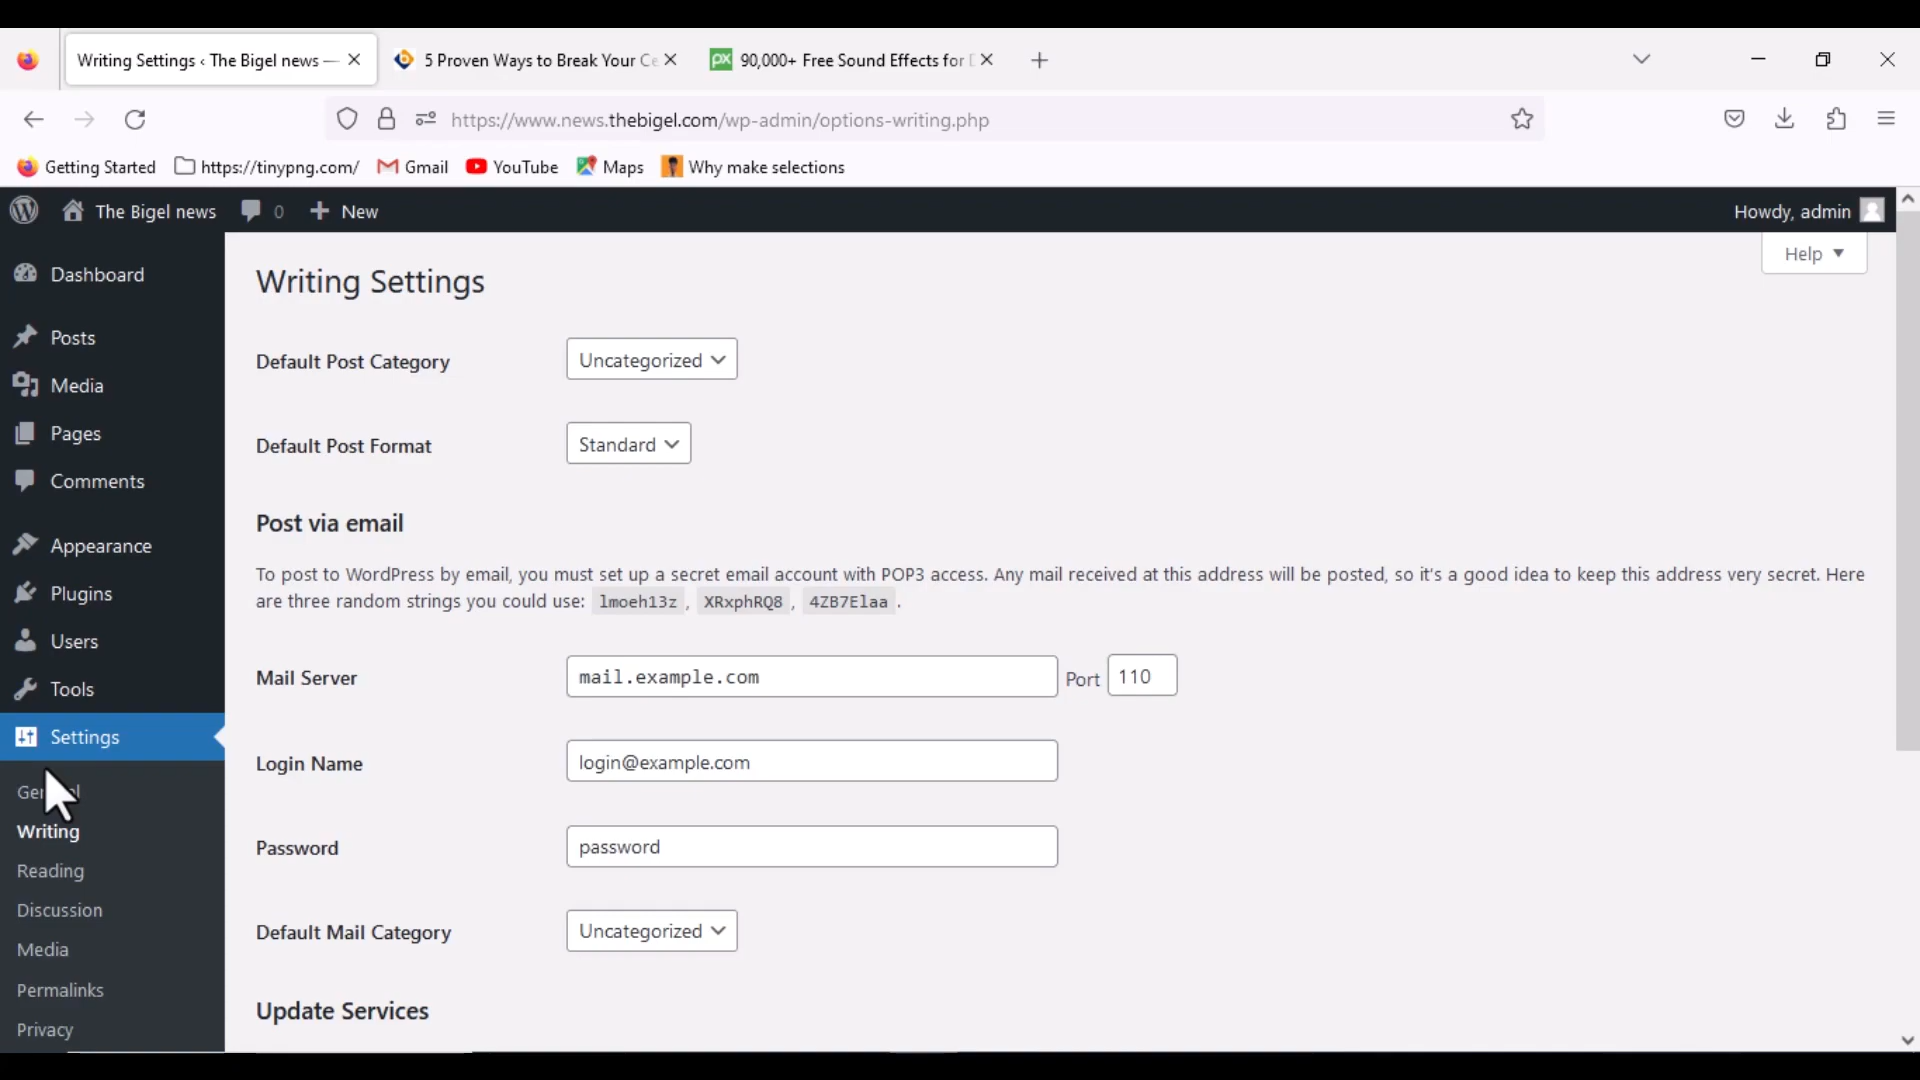 Writing Settings ‹ The Bigel news —
5 Proven Ways to Break Your Ce
90,000+ Free Sound Effects for D
https://www.news.thebigel.com/wp-admin/options-writing.php
Getting Started https://tinypng.com/ Gmail YouTube Maps Why make selections
The Bigel news 0 New Howdy, admin
Help
Dashboard
Posts
Media
Pages
Comments
Appearance
Plugins
Users
Tools
Settings
Writing
Reading
Discussion
Media
Permalinks
Privacy
Writing Settings
Default Post Category Uncategorized
Default Post Format Standard
Post via email
To post to WordPress by email, you must set up a secret email account with POP3 access. Any mail received at this address will be posted, so it's a good idea to keep this address very secret. Here
are three random strings you could use: lmoeh13z , XRxphRQ8 , 4ZB7Elaa .
Mail Server mail.example.com Port 110
Login Name login@example.com
Password password
Default Mail Category Uncategorized
Update Services